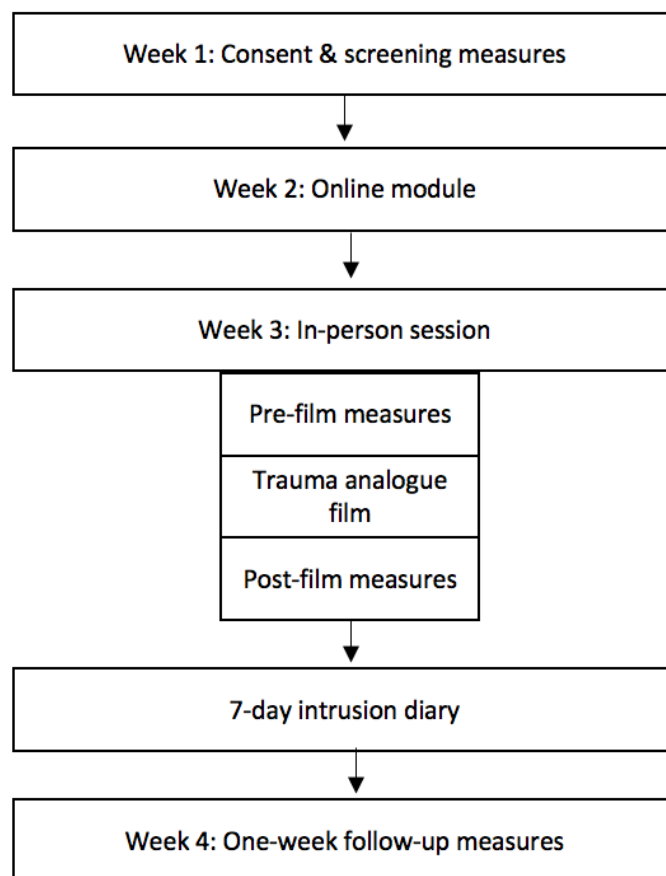 Week 1: Consent & screening measures
Week 2: Online module
Week 3: In-person session
Pre-film measures
Trauma analogue
film
Post-film measures
7-day intrusion diary
Week 4: One-week follow-up measures